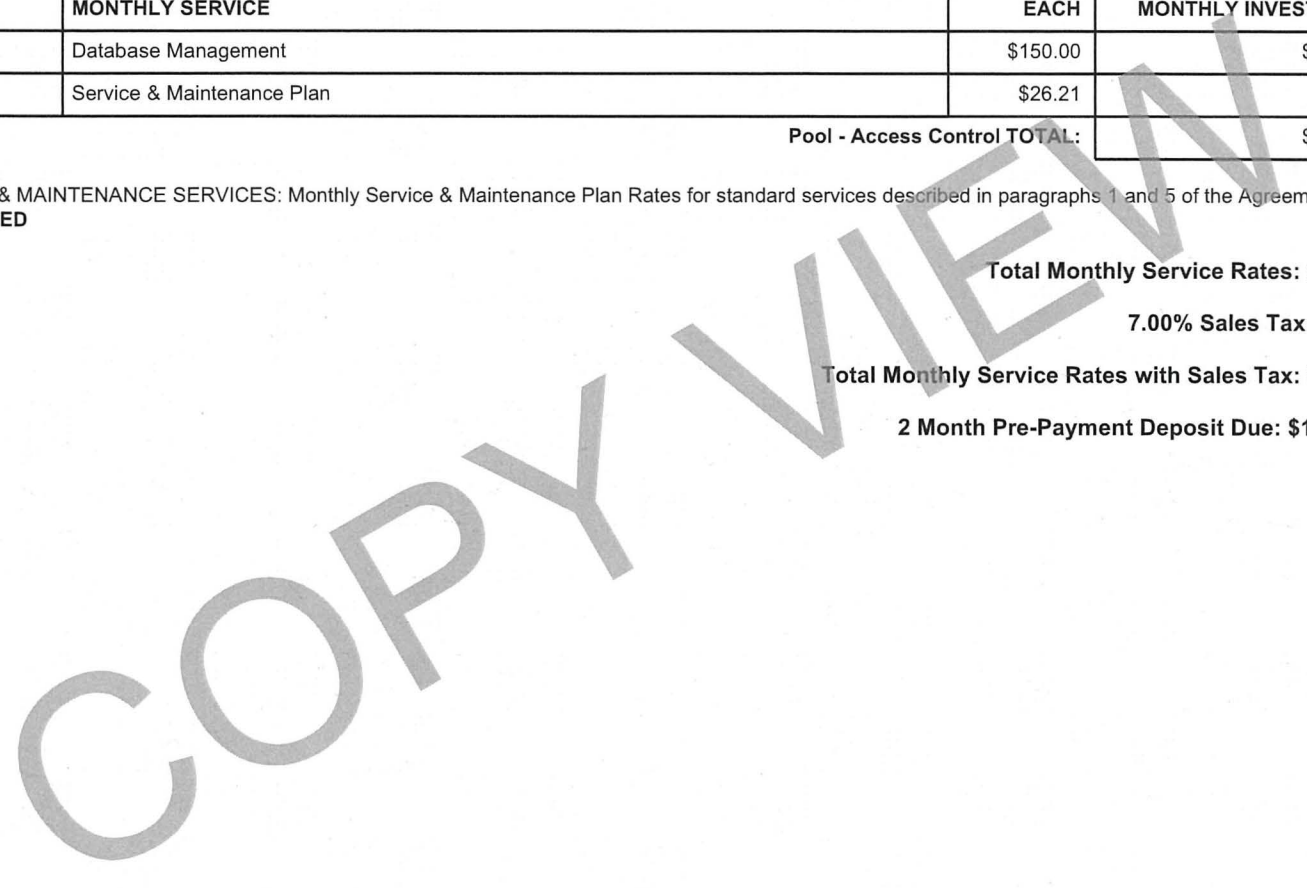 MONTHLY SERVICE EACH MONTHLY INVES
Database Management $150.00 $
Service & Maintenance Plan $26.21
Pool - Access Control TOTAL: $
& MAINTENANCE SERVICES: Monthly Service & Maintenance Plan Rates for standard services described in paragraphs 1 and 5 of the Agreem
ED
Total Monthly Service Rates:
7.00% Sales Tax
Total Monthly Service Rates with Sales Tax:
2 Month Pre-Payment Deposit Due: $1
COPY VIEW